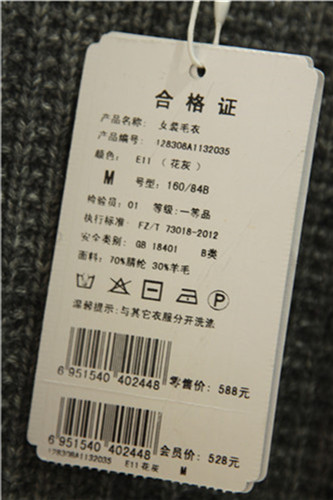 合格证
产品名称: 女装毛衣
产品编号: 128308A1132035
颜色: E11 (花灰)
M 号型: 160/84B
检验员: 01 等级: 一等品
执行标准: FZ/T 73018-2012
安全类别: GB 18401 B类
面料: 70%腈纶 30%羊毛
P
温馨提示: 与其它衣服分开洗涤
6 951540 402448 零售价: 588元
6 951540 402448 会员价: 528元
128308A1132035 E11花灰 M